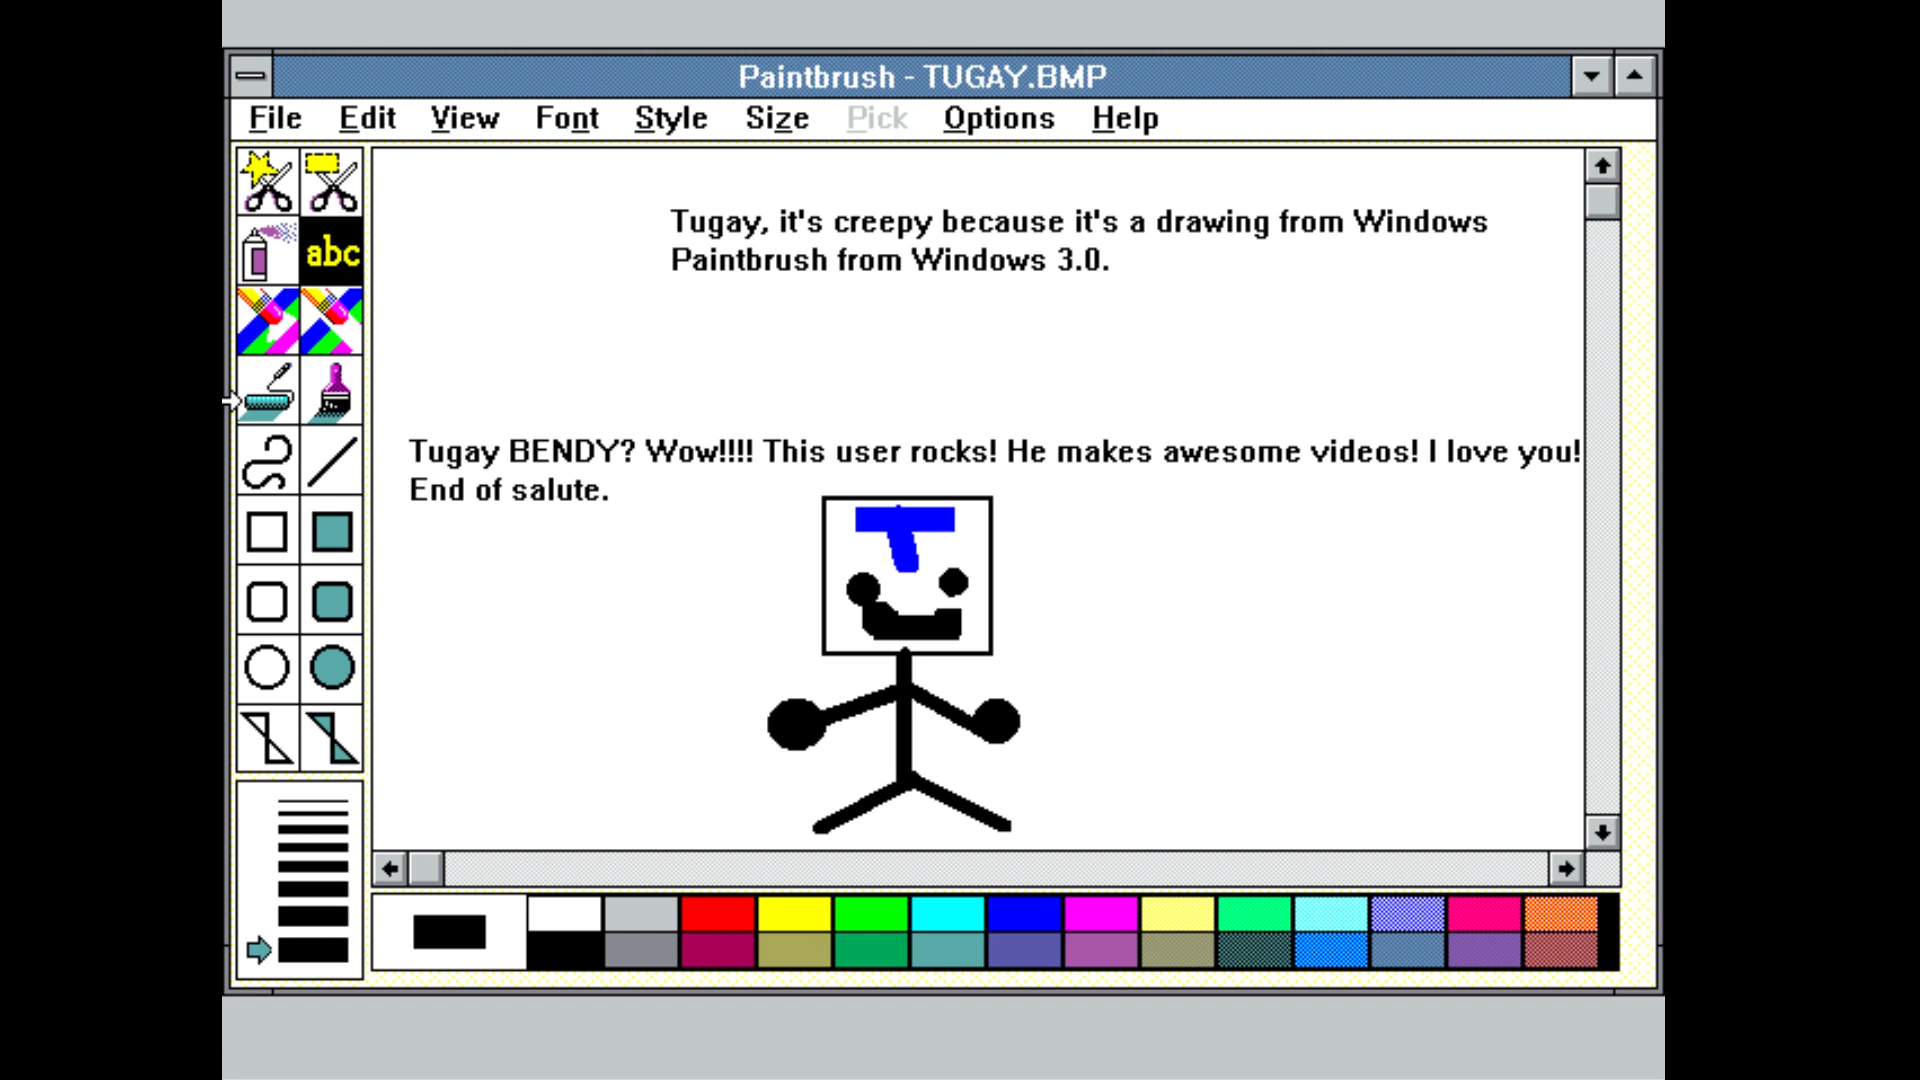 Paintbrush - TUGAY.BMP
File Edit View Font Style Size Pick Options Help
abc
Tugay, it's creepy because it's a drawing from Windows
Paintbrush from Windows 3.0.
Tugay BENDY? Wow!!!! This user rocks! He makes awesome videos! I love you!
End of salute.
T